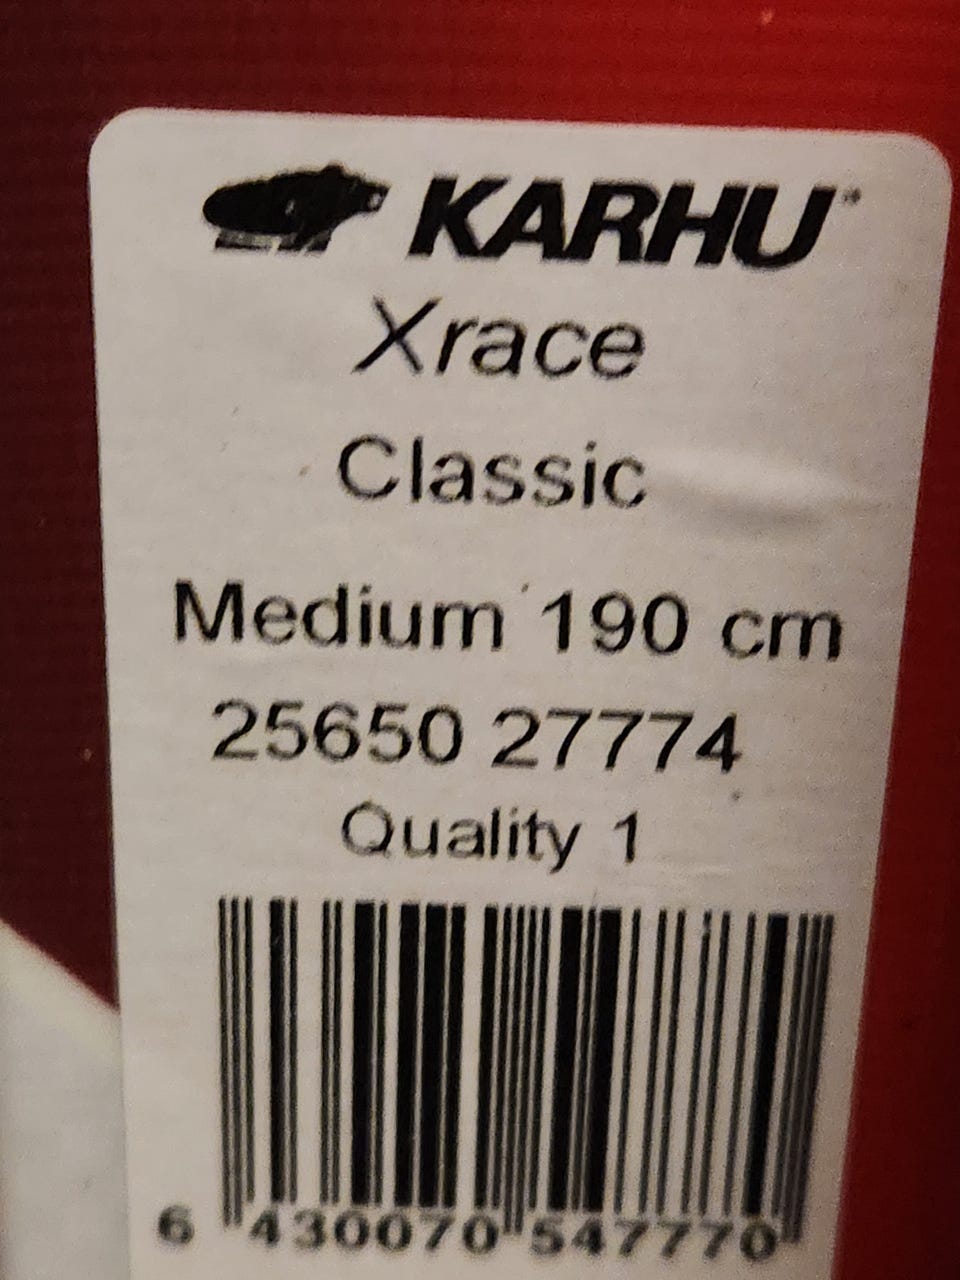 KARHU
Xrace
Classic
Medium 190 cm
25650 27774
Quality 1
6 430070 547770